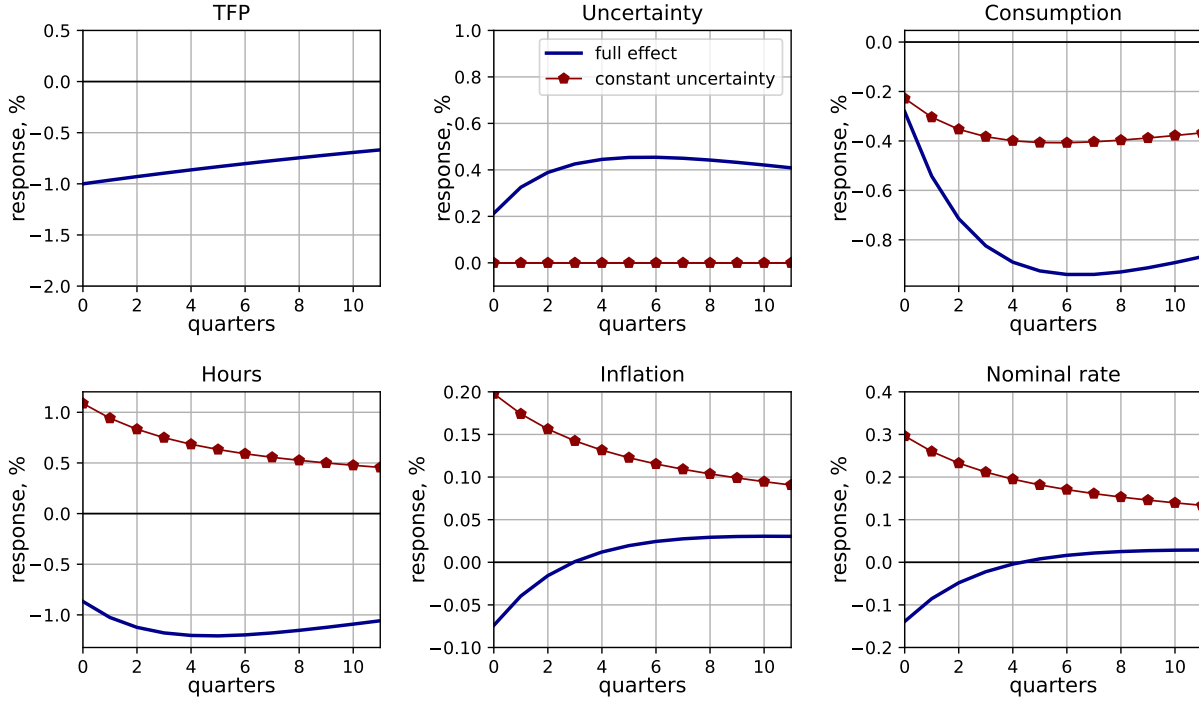 TFP
response, %
0.5
0.0
−0.5
−1.0
−1.5
−2.0
0 2 4 6 8 10
quarters
Uncertainty
response, %
1.0
0.8
0.6
0.4
0.2
0.0
full effect
constant uncertainty
0 2 4 6 8 10
quarters
Consumption
response, %
0.0
−0.2
−0.4
−0.6
−0.8
0 2 4 6 8 10
quarters
Hours
response, %
1.0
0.5
0.0
−0.5
−1.0
0 2 4 6 8 10
quarters
Inflation
response, %
0.20
0.15
0.10
0.05
0.00
−0.05
−0.10
0 2 4 6 8 10
quarters
Nominal rate
response, %
0.4
0.3
0.2
0.1
0.0
−0.1
−0.2
0 2 4 6 8 10
quarters